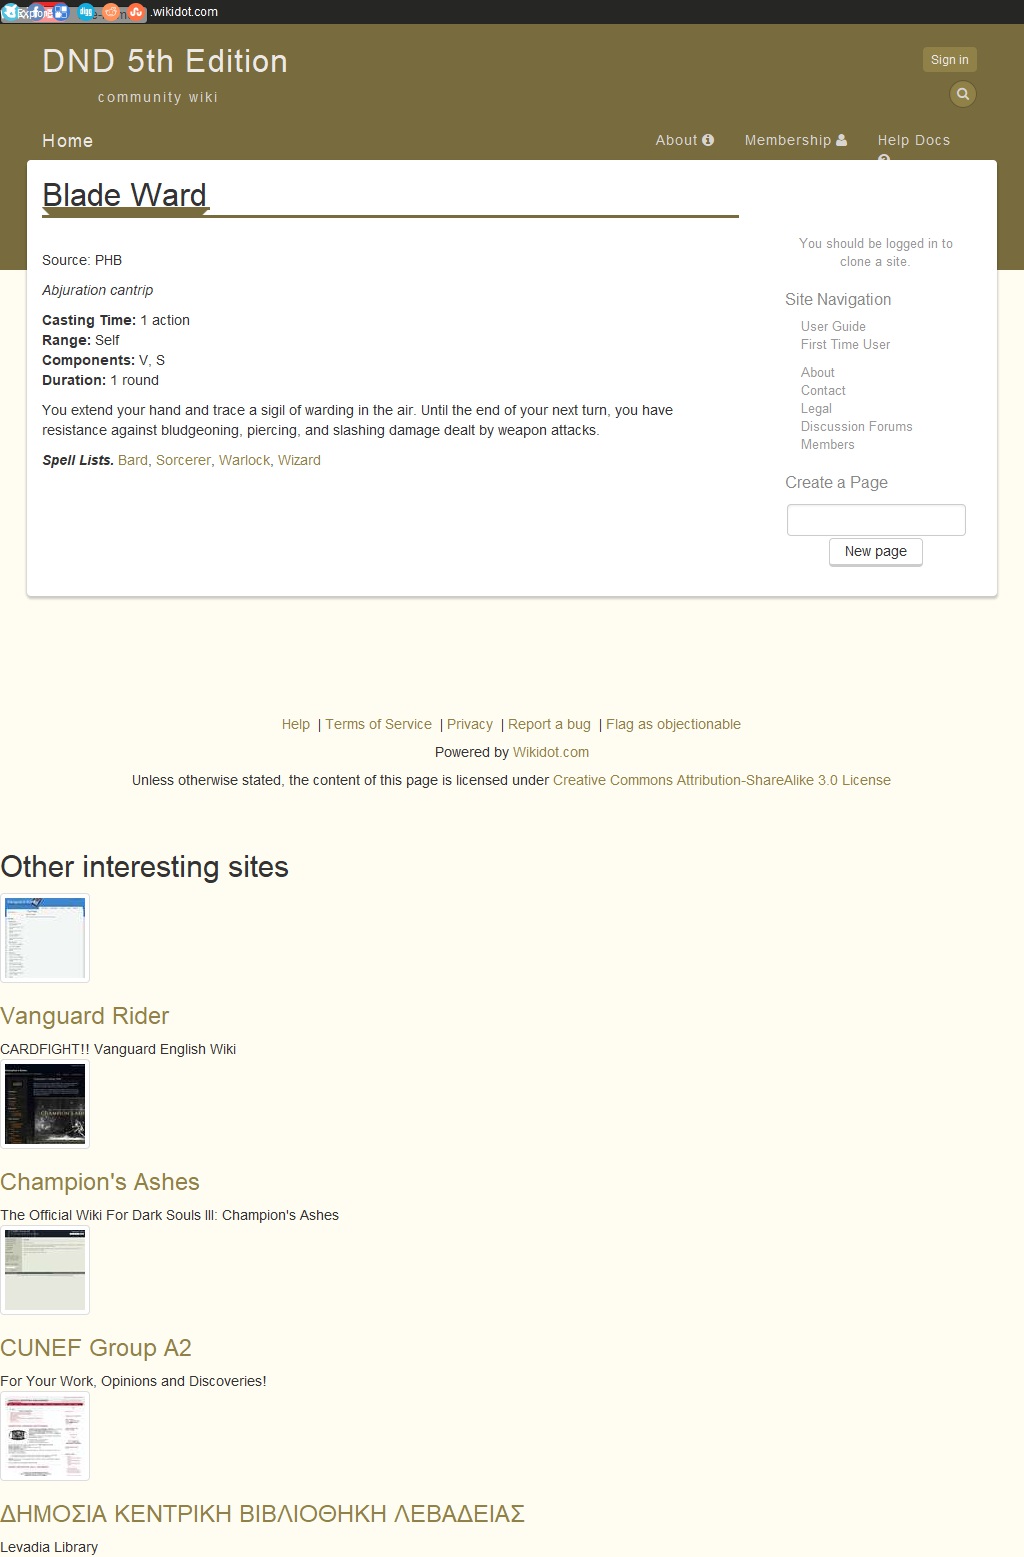 Explore
.wikidot.com
DND 5th Edition
Sign in
community wiki
Home
About
Membership
Help Docs
Blade Ward
You should be logged in to
clone a site.
Source: PHB
Abjuration cantrip
Casting Time: 1 action
Range: Self
Components: V, S
Duration: 1 round
You extend your hand and trace a sigil of warding in the air. Until the end of your next turn, you have
resistance against bludgeoning, piercing, and slashing damage dealt by weapon attacks.
Spell Lists. Bard, Sorcerer, Warlock, Wizard
Site Navigation
User Guide
First Time User
About
Contact
Legal
Discussion Forums
Members
Create a Page
New page
Help | Terms of Service | Privacy | Report a bug | Flag as objectionable
Powered by Wikidot.com
Unless otherwise stated, the content of this page is licensed under Creative Commons Attribution-ShareAlike 3.0 License
Other interesting sites
Vanguard Rider
CARDFIGHT!! Vanguard English Wiki
Champion's Ashes
The Official Wiki For Dark Souls III: Champion's Ashes
CUNEF Group A2
For Your Work, Opinions and Discoveries!
ΔΗΜΟΣΙΑ ΚΕΝΤΡΙΚΗ ΒΙΒΛΙΟΘΗΚΗ ΛΕΒΑΔΕΙΑΣ
Levadia Library